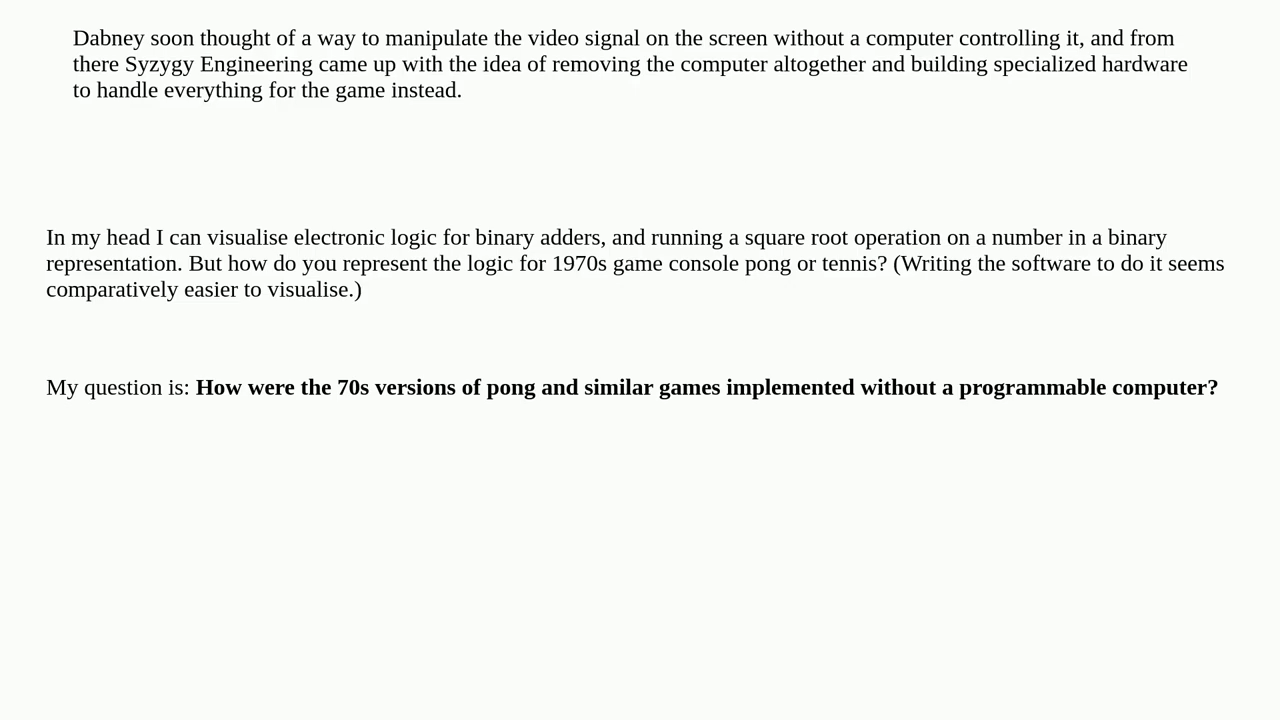 Dabney soon thought of a way to manipulate the video signal on the screen without a computer controlling it, and from
there Syzygy Engineering came up with the idea of removing the computer altogether and building specialized hardware
to handle everything for the game instead.
In my head I can visualise electronic logic for binary adders, and running a square root operation on a number in a binary
representation. But how do you represent the logic for 1970s game console pong or tennis? (Writing the software to do it seems
comparatively easier to visualise.)
My question is: How were the 70s versions of pong and similar games implemented without a programmable computer?